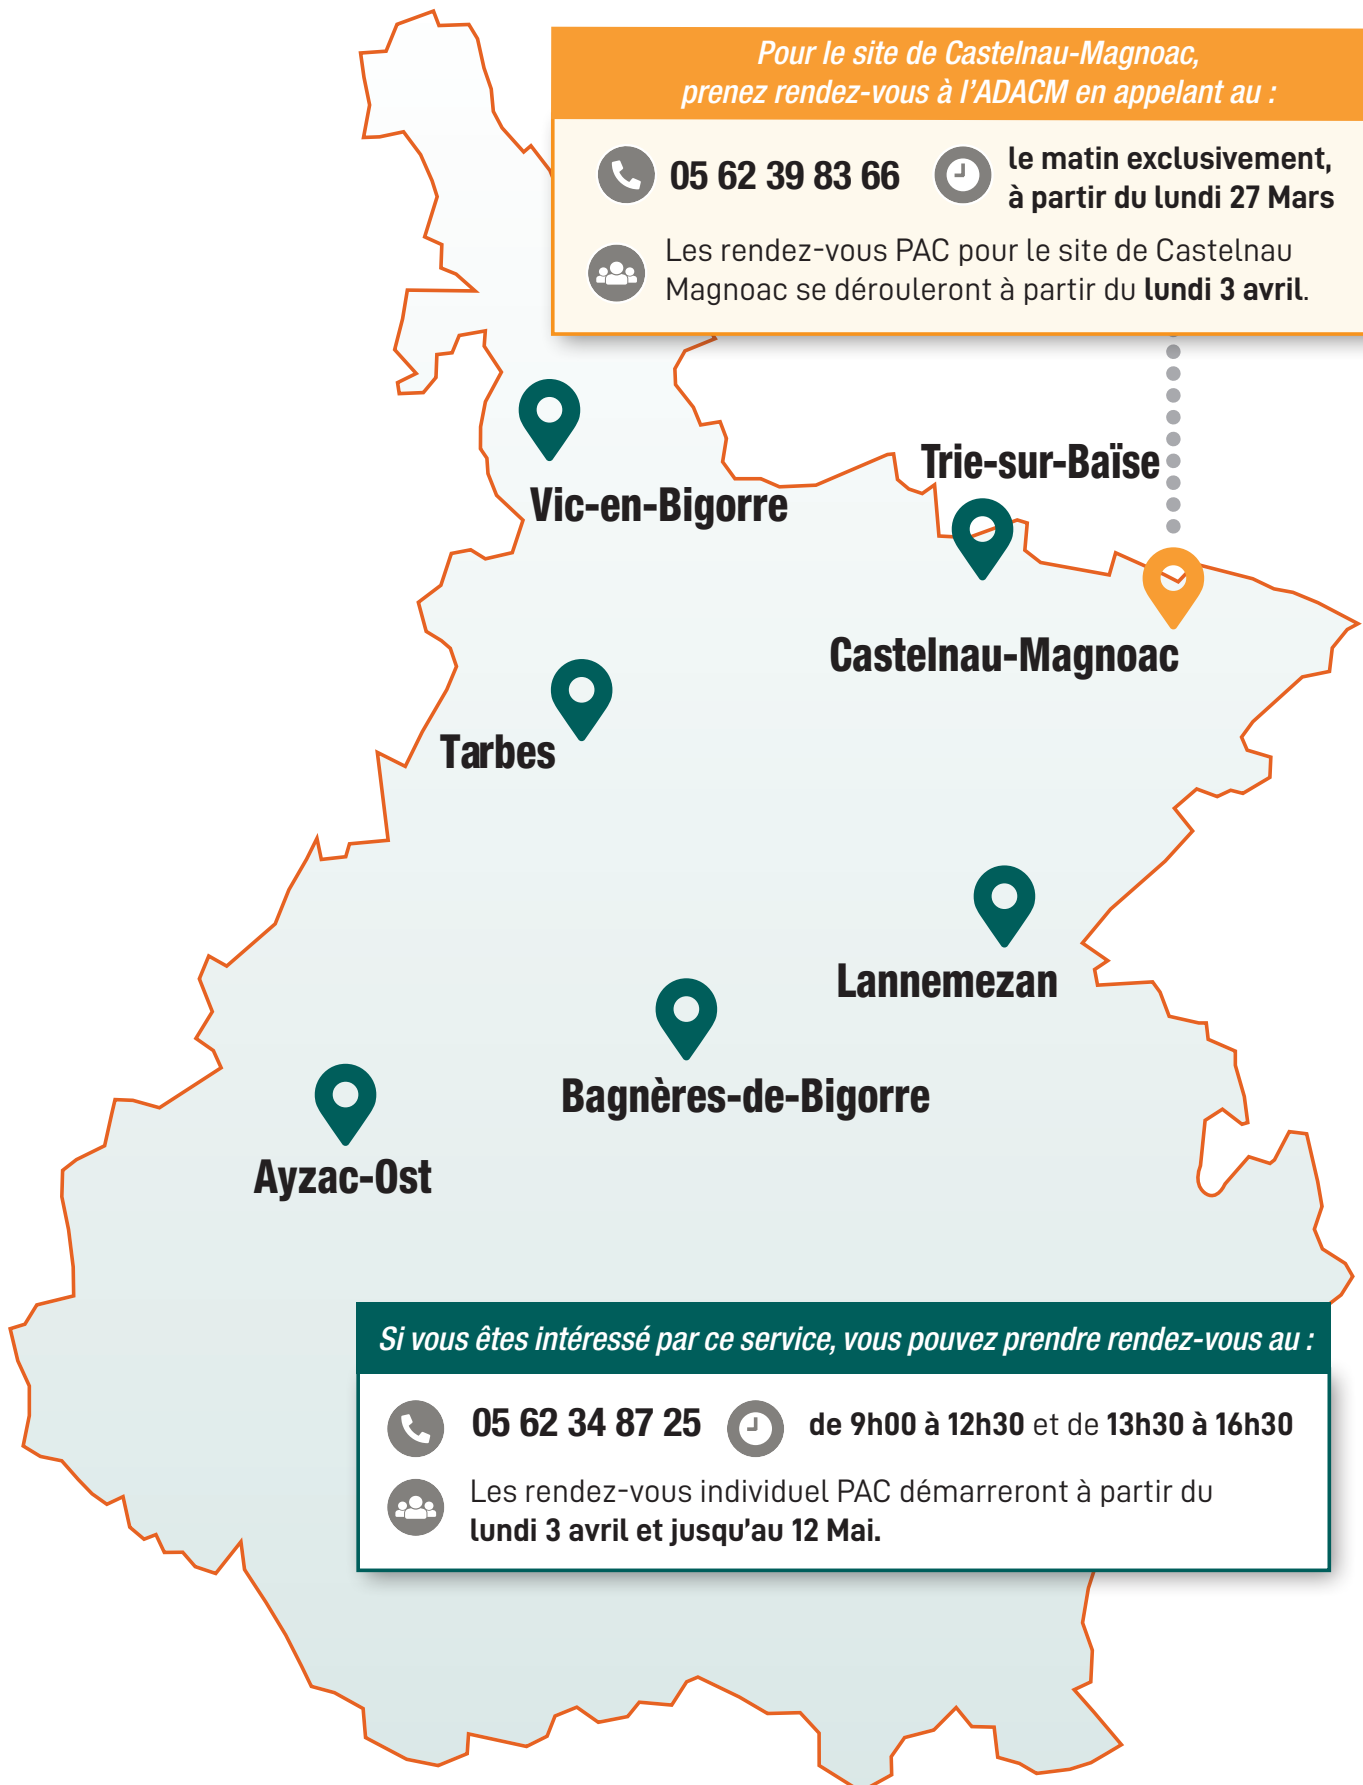 Pour le site de Castelnau-Magnoac,
prenez rendez-vous à l'ADACM en appelant au :
05 62 39 83 66
le matin exclusivement,
à partir du lundi 27 Mars
Les rendez-vous PAC pour le site de Castelnau
Magnoac se dérouleront à partir du lundi 3 avril.
Trie-sur-Baïse
Vic-en-Bigorre
Castelnau-Magnoac
Tarbes
Lannemezan
Bagnères-de-Bigorre
Ayzac-Ost
Si vous êtes intéressé par ce service, vous pouvez prendre rendez-vous au :
05 62 34 87 25
de 9h00 à 12h30 et de 13h30 à 16h30
Les rendez-vous individuel PAC démarreront à partir du
lundi 3 avril et jusqu'au 12 Mai.